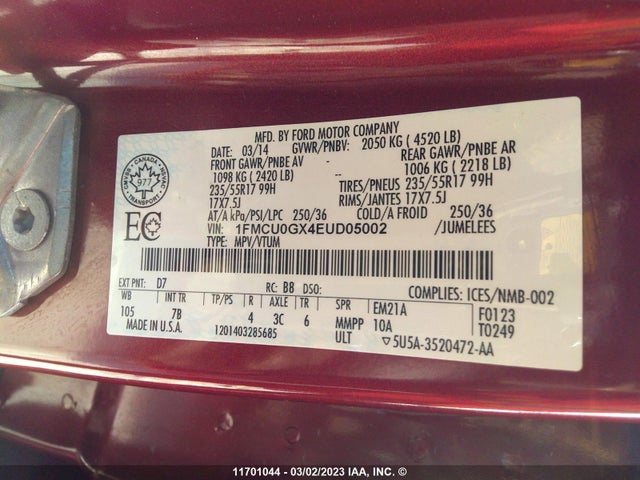 MFD. BY FORD MOTOR COMPANY
DATE: 03/14 GVWR/PNBV: 2050 KG ( 4520 LB)
FRONT GAWR/PNBE AV - REAR GAWR/PNBE AR
1098 KG ( 2420 LB) - 1006 KG ( 2218 LB)
235/55R17 99H TIRES/PNEUS 235/55R17 99H
17X7.5J RIMS/JANTES 17X7.5J
AT/A kPa/PSI/LPC 250/36 COLD/A FROID 250/36
VIN: 1FMCU0GX4EUD05002 /JUMELEES
TYPE: MPV/VTUM
CANADA
977
TRANSPORT
EC
EXT PNT: D7 RC: B8 DSO: COMPLIES: ICES/NMB-002
WB INT TR TP/PS R AXLE TR SPR EM21A F0123
105 7B 4 3C 6 MMPP 10A T0249
MADE IN U.S.A. 1201403285685 ULT ▽5U5A-3520472-AA
11701044 - 03/02/2023 IAA, Inc. ©